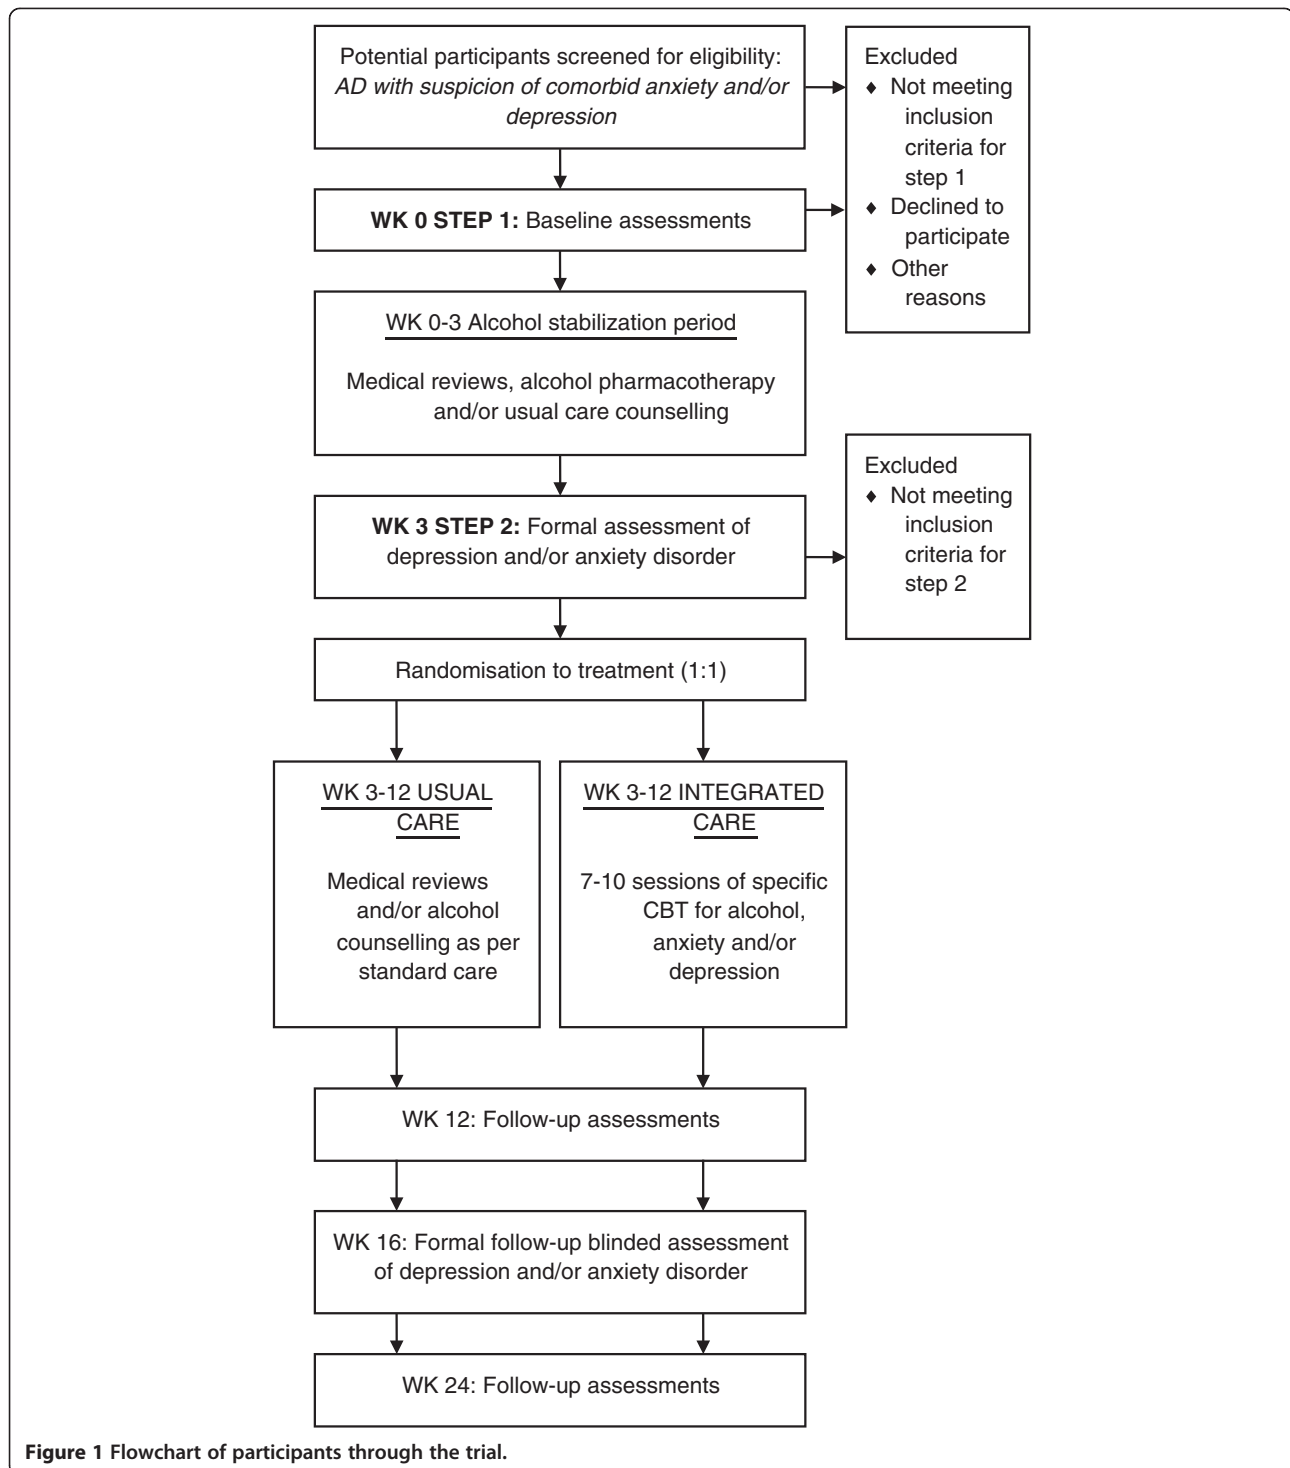 Potential participants screened for eligibility:
AD with suspicion of comorbid anxiety and/or
depression
Excluded
♦ Not meeting
inclusion
criteria for
step 1
♦ Declined to
participate
♦ Other
reasons
WK 0 STEP 1: Baseline assessments
WK 0-3 Alcohol stabilization period
Medical reviews, alcohol pharmacotherapy
and/or usual care counselling
WK 3 STEP 2: Formal assessment of
depression and/or anxiety disorder
Excluded
♦ Not meeting
inclusion
criteria for
step 2
Randomisation to treatment (1:1)
WK 3-12 USUAL
CARE
Medical reviews
and/or alcohol
counselling as per
standard care
WK 3-12 INTEGRATED
CARE
7-10 sessions of specific
CBT for alcohol,
anxiety and/or
depression
WK 12: Follow-up assessments
WK 16: Formal follow-up blinded assessment
of depression and/or anxiety disorder
WK 24: Follow-up assessments
Figure 1 Flowchart of participants through the trial.